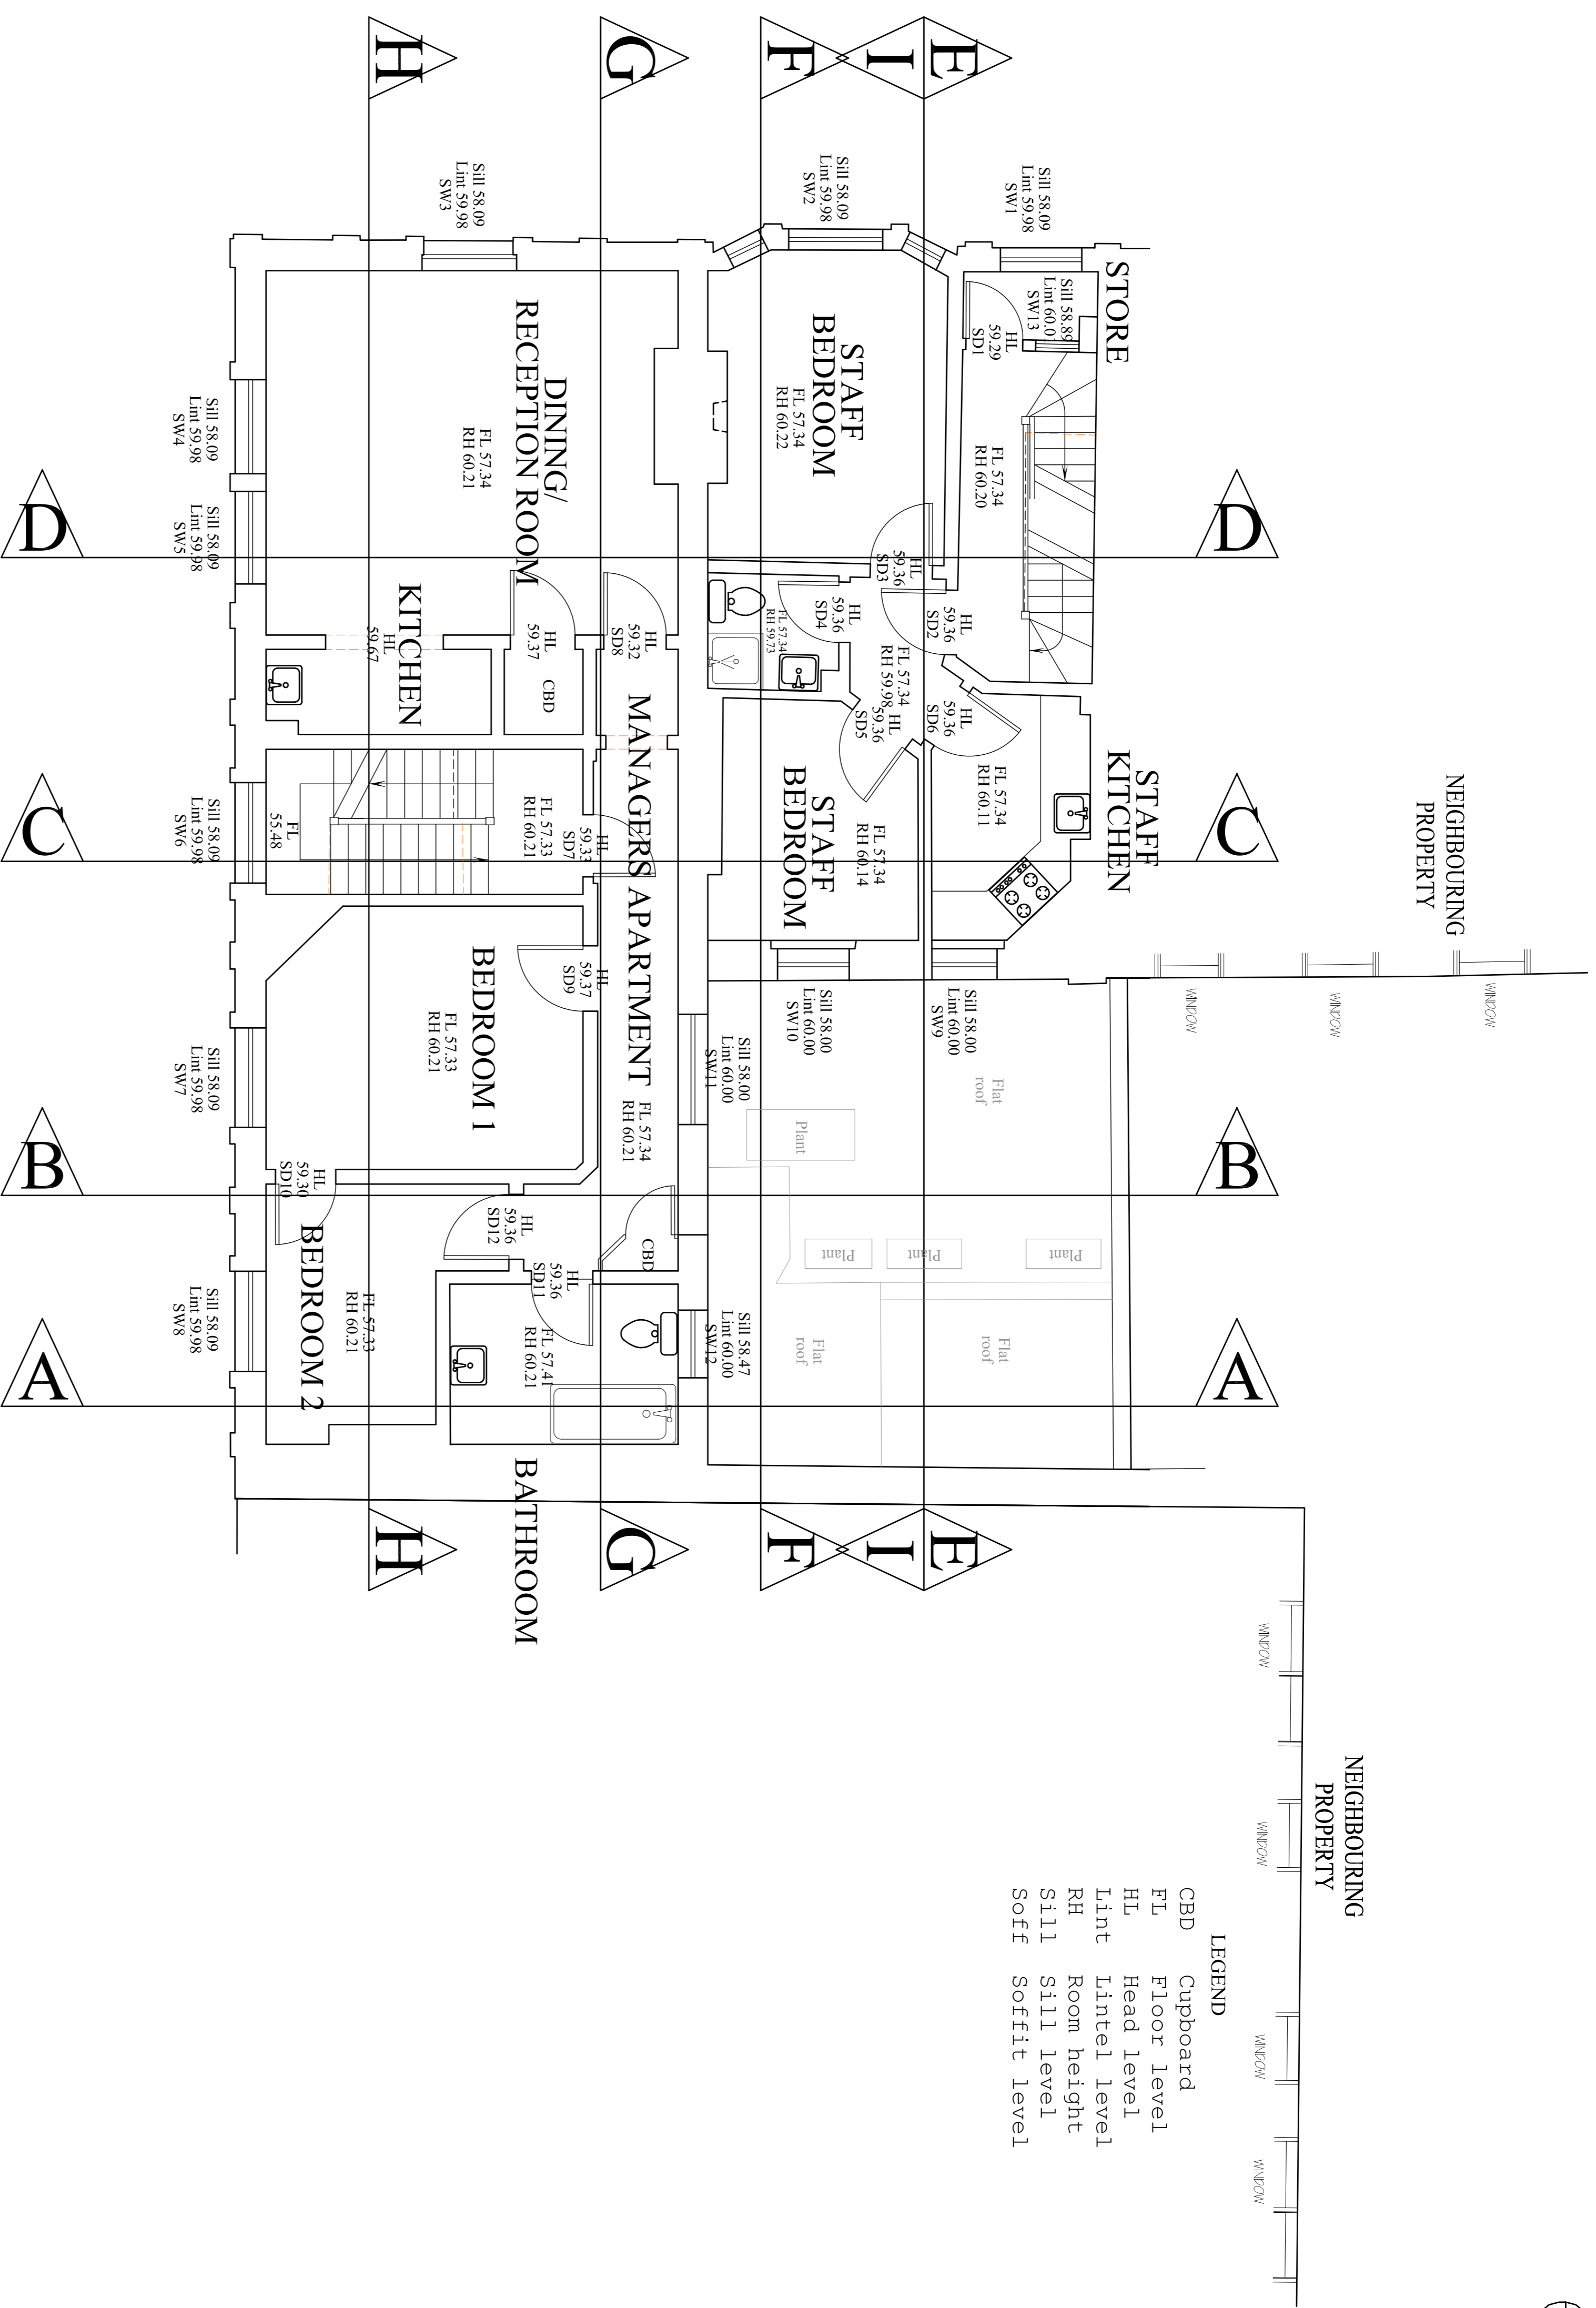 NEIGHBOURING
PROPERTY
WINDOW
WINDOW
WINDOW
NEIGHBOURING
PROPERTY
WINDOW
WINDOW
WINDOW
WINDOW
LEGEND
CBD Cupboard
FL Floor level
HL Head level
Lint Lintel level
RH Room height
Sill Sill level
Soff Soffit level
D
C
B
A
STORE
STAFF
KITCHEN
Sill 58.09
Lint 59.98
SW1
Sill 58.89
Lint 60.01
SW13
HL
59.29
SD1
FL 57.34
RH 60.20
FL 57.34
RH 60.11
HL
59.36
SD2
HL
59.36
SD6
Sill 58.00
Lint 60.00
SW9
Flat
roof
Plant
Plant
Plant
Flat
roof
E
I
F
E
I
F
Sill 58.09
Lint 59.98
SW2
STAFF
BEDROOM
FL 57.34
RH 60.22
HL
59.36
SD3
HL
59.36
SD4
FL 57.34
RH 59.98
HL
59.36
SD5
FL 57.34
RH 59.73
STAFF
BEDROOM
FL 57.34
RH 60.14
Sill 58.00
Lint 60.00
SW10
Plant
Flat
roof
Sill 58.00
Lint 60.00
SW11
Sill 58.47
Lint 60.00
SW12
G
G
MANAGERS APARTMENT
FL 57.34
RH 60.21
CBD
HL
59.32
SD8
HL
59.33
SD7
HL
59.37
SD9
HL
59.36
SD11
DINING/
RECEPTION ROOM
FL 57.34
RH 60.21
HL
59.37
CBD
FL 57.33
RH 60.21
HL
59.36
SD12
FL 57.41
RH 60.21
BATHROOM
Sill 58.09
Lint 59.98
SW3
H
H
KITCHEN
HL
59.67
BEDROOM 1
FL 57.33
RH 60.21
FL 57.33
RH 60.21
BEDROOM 2
HL
59.30
SD10
FL
55.48
Sill 58.09
Lint 59.98
SW4
Sill 58.09
Lint 59.98
SW5
Sill 58.09
Lint 59.98
SW6
Sill 58.09
Lint 59.98
SW7
Sill 58.09
Lint 59.98
SW8
D
C
B
A